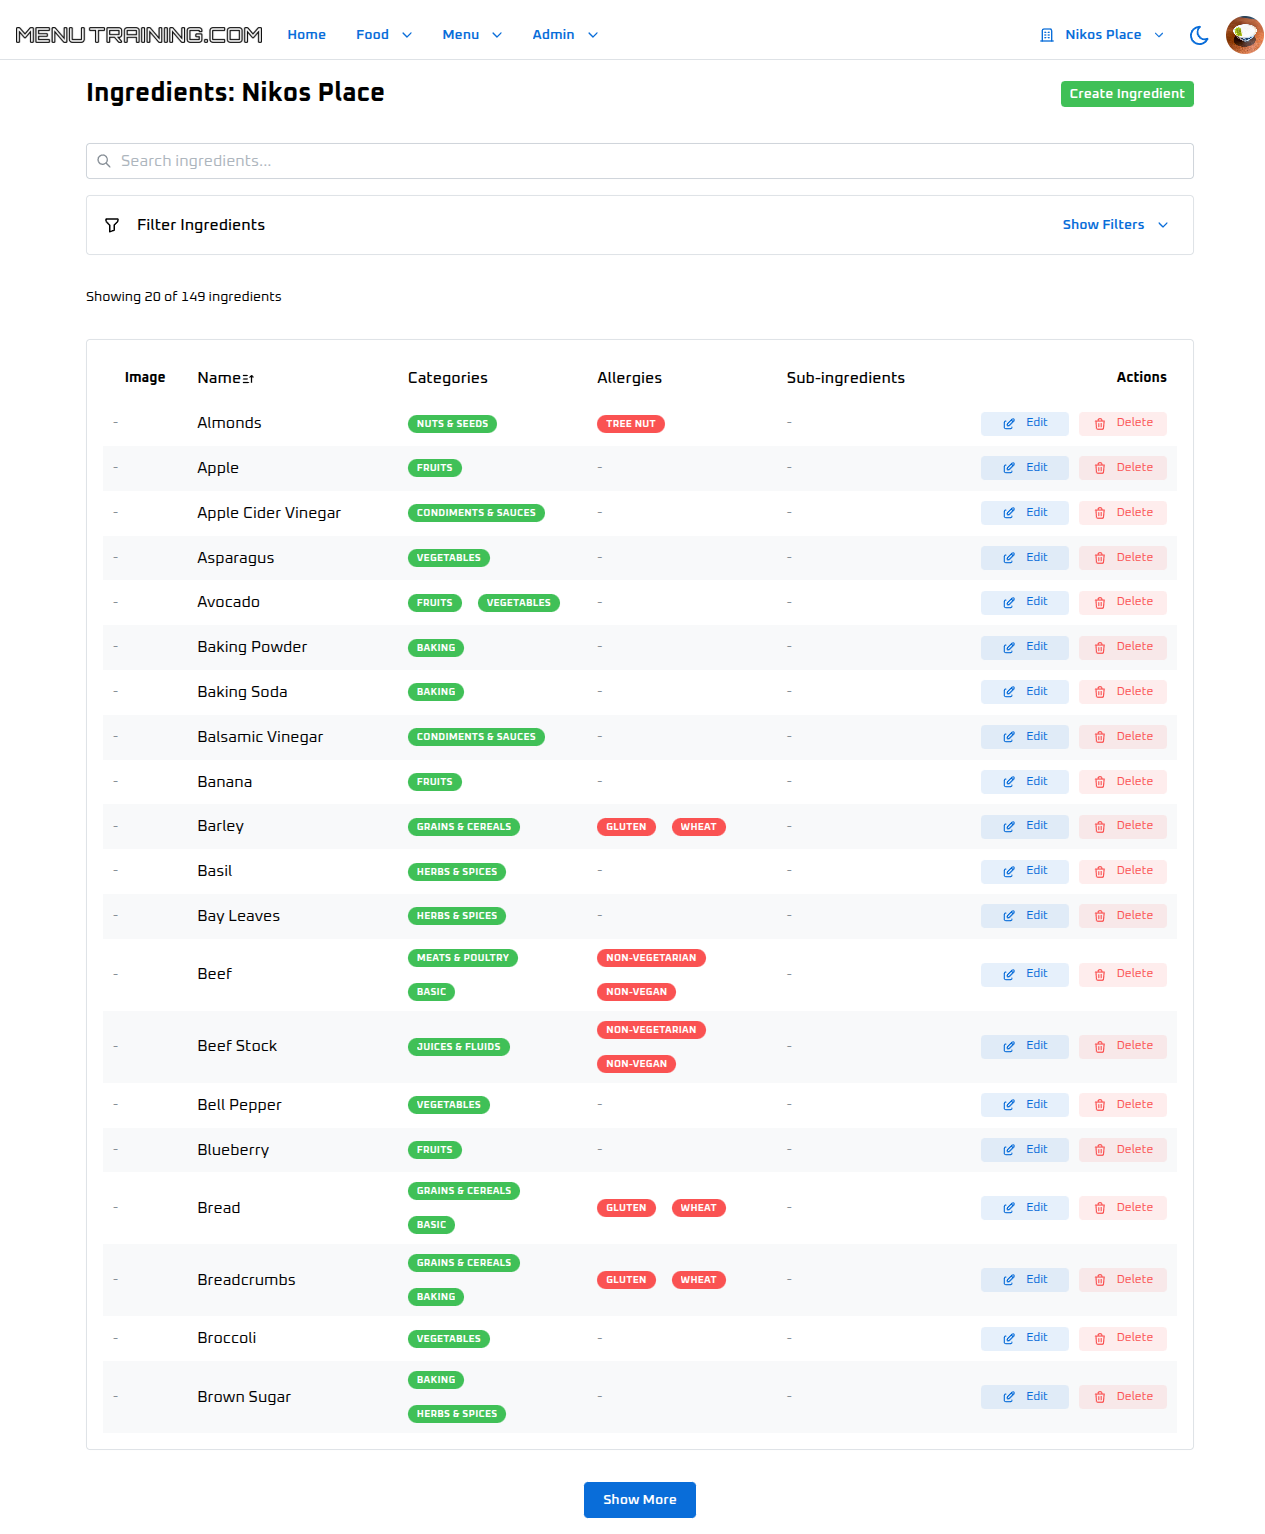 MENUTRAINING.COM Home Food Menu Admin Nikos Place
Ingredients: Nikos Place Create Ingredient
Search ingredients...
Filter Ingredients Show Filters
Showing 20 of 149 ingredients
Image Name Categories Allergies Sub-ingredients Actions
- Almonds NUTS & SEEDS TREE NUT - Edit Delete
- Apple FRUITS - - Edit Delete
- Apple Cider Vinegar CONDIMENTS & SAUCES - - Edit Delete
- Asparagus VEGETABLES - - Edit Delete
- Avocado FRUITS VEGETABLES - - Edit Delete
- Baking Powder BAKING - - Edit Delete
- Baking Soda BAKING - - Edit Delete
- Balsamic Vinegar CONDIMENTS & SAUCES - - Edit Delete
- Banana FRUITS - - Edit Delete
- Barley GRAINS & CEREALS GLUTEN WHEAT - Edit Delete
- Basil HERBS & SPICES - - Edit Delete
- Bay Leaves HERBS & SPICES - - Edit Delete
MEATS & POULTRY NON-VEGETARIAN
- Beef - Edit Delete
BASIC NON-VEGAN
NON-VEGETARIAN
- Beef Stock JUICES & FLUIDS - Edit Delete
NON-VEGAN
- Bell Pepper VEGETABLES - - Edit Delete
- Blueberry FRUITS - - Edit Delete
GRAINS & CEREALS
- Bread GLUTEN WHEAT - Edit Delete
BASIC
GRAINS & CEREALS
- Breadcrumbs GLUTEN WHEAT - Edit Delete
BAKING
- Broccoli VEGETABLES - - Edit Delete
BAKING
- Brown Sugar - - Edit Delete
HERBS & SPICES
Show More